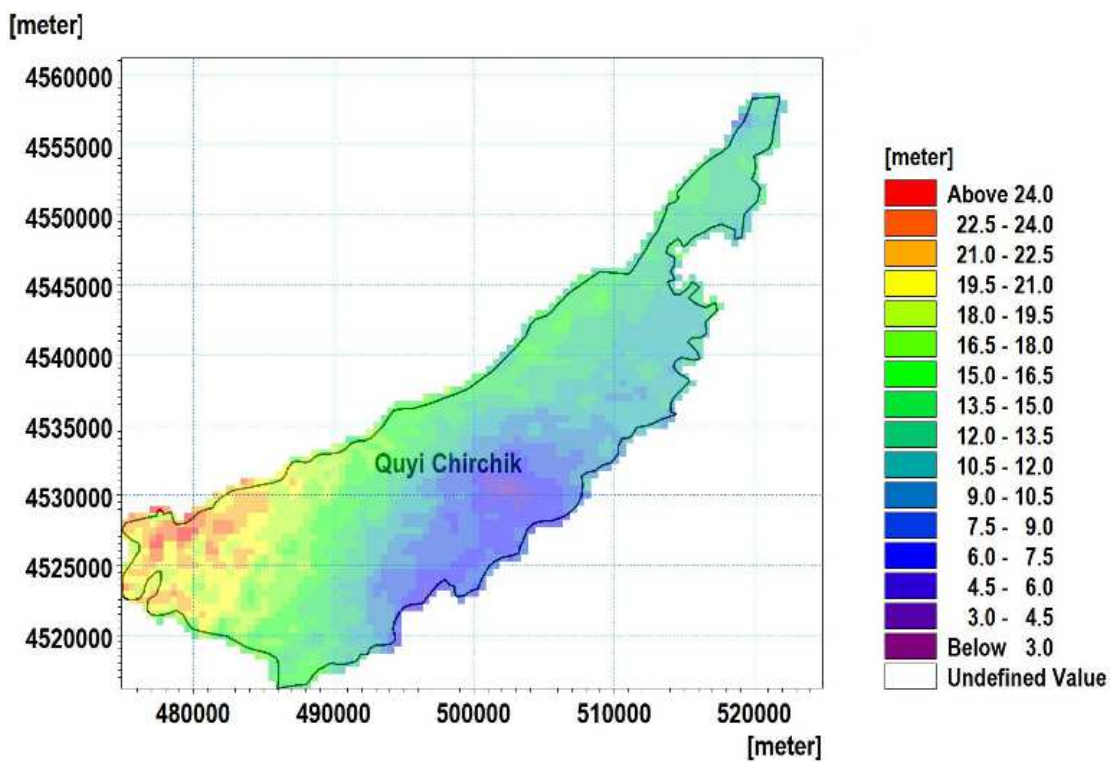 [meter]
4560000
4555000
4550000
4545000
4540000
4535000
4530000
4525000
4520000
Quyi Chirchik
480000 490000 500000 510000 520000
[meter]
[meter]
Above 24.0
22.5 - 24.0
21.0 - 22.5
19.5 - 21.0
18.0 - 19.5
16.5 - 18.0
15.0 - 16.5
13.5 - 15.0
12.0 - 13.5
10.5 - 12.0
9.0 - 10.5
7.5 - 9.0
6.0 - 7.5
4.5 - 6.0
3.0 - 4.5
Below 3.0
Undefined Value